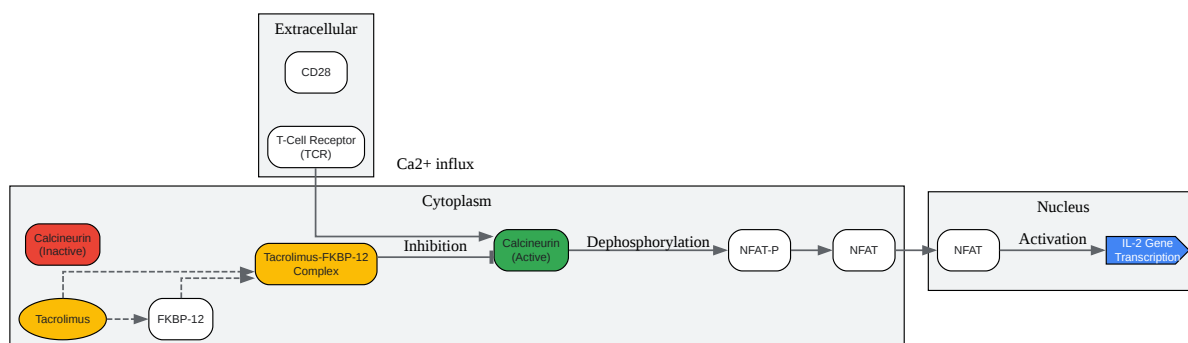 Extracellular
CD28
T-Cell Receptor
(TCR)
Ca2+ influx
Cytoplasm
Calcineurin
(Inactive)
Tacrolimus
FKBP-12
Tacrolimus-FKBP-12
Complex
Inhibition
Calcineurin
(Active)
Dephosphorylation
NFAT-P
NFAT
Nucleus
NFAT
Activation
IL-2 Gene
Transcription